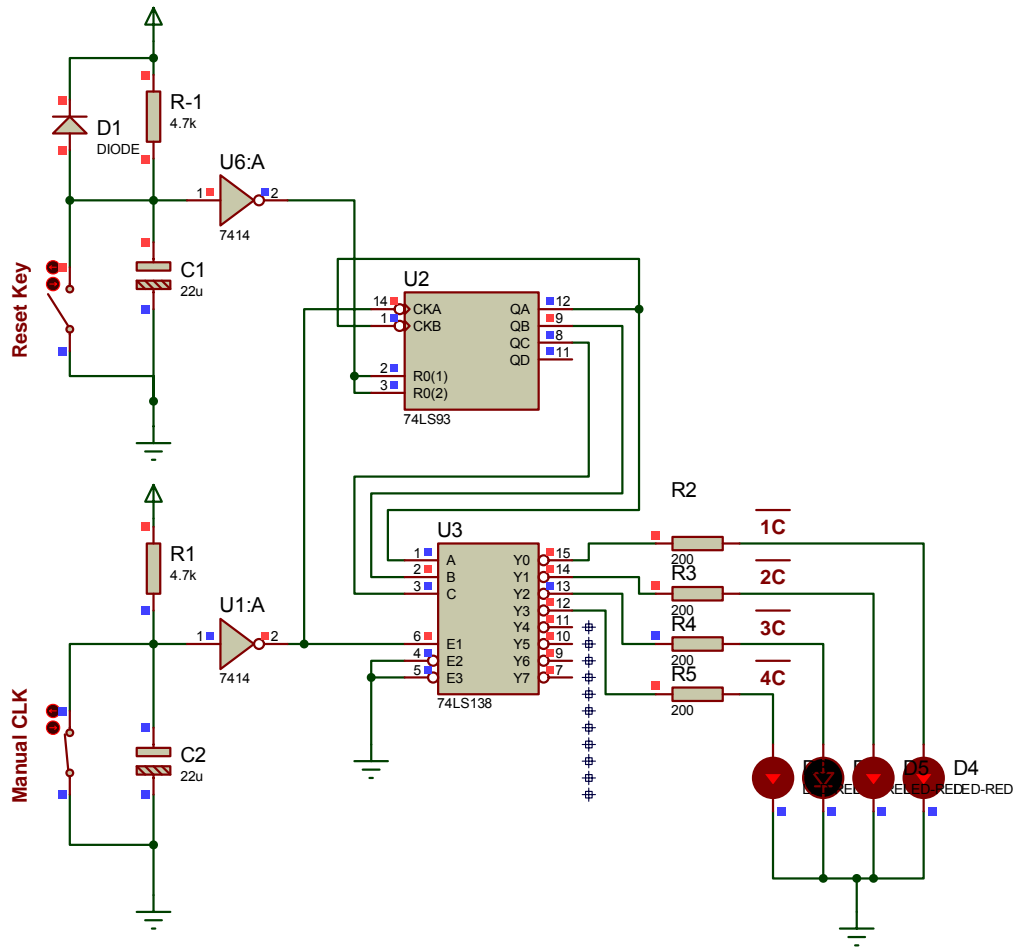 R-1
4.7k
D1
DIODE
U6:A
1
2
7414
C1
22u
Reset Key
U2
14
CKA
1
CKB
2
R0(1)
3
R0(2)
QA
12
QB
9
QC
8
QD
11
74LS93
R1
4.7k
U1:A
1
2
7414
C2
22u
Manual CLK
U3
1
A
2
B
3
C
6
E1
4
E2
5
E3
Y0
15
Y1
14
Y2
13
Y3
12
Y4
11
Y5
10
Y6
9
Y7
7
74LS138
R2
200
1C
R3
200
2C
R4
200
3C
R5
200
4C
D5
D4
LED-RED